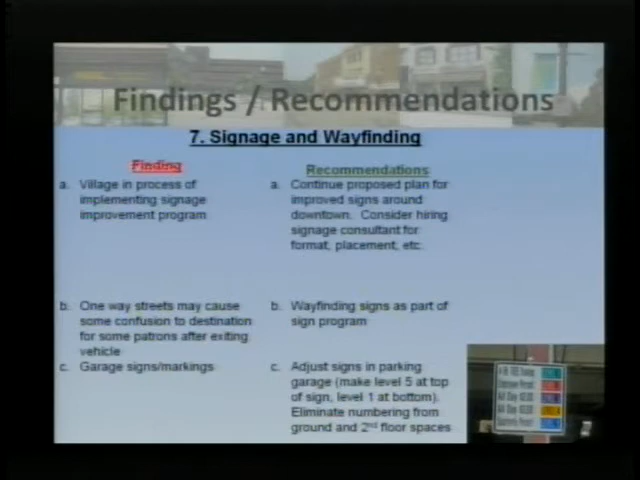 Findings / Recommendations
7. Signage and Wayfinding
Finding
Recommendations
a. Village in process of
implementing signage
improvement program
a. Continue proposed plan for
improved signs around
downtown. Consider hiring
signage consultant for
format, placement, etc.
b. One way streets may cause
some confusion to destination
for some patrons after exiting
vehicle
b. Wayfinding signs as part of
sign program
c. Garage signs/markings
c. Adjust signs in parking
garage (make level 5 at top
of sign, level 1 at bottom).
Eliminate numbering from
ground and 2nd floor spaces